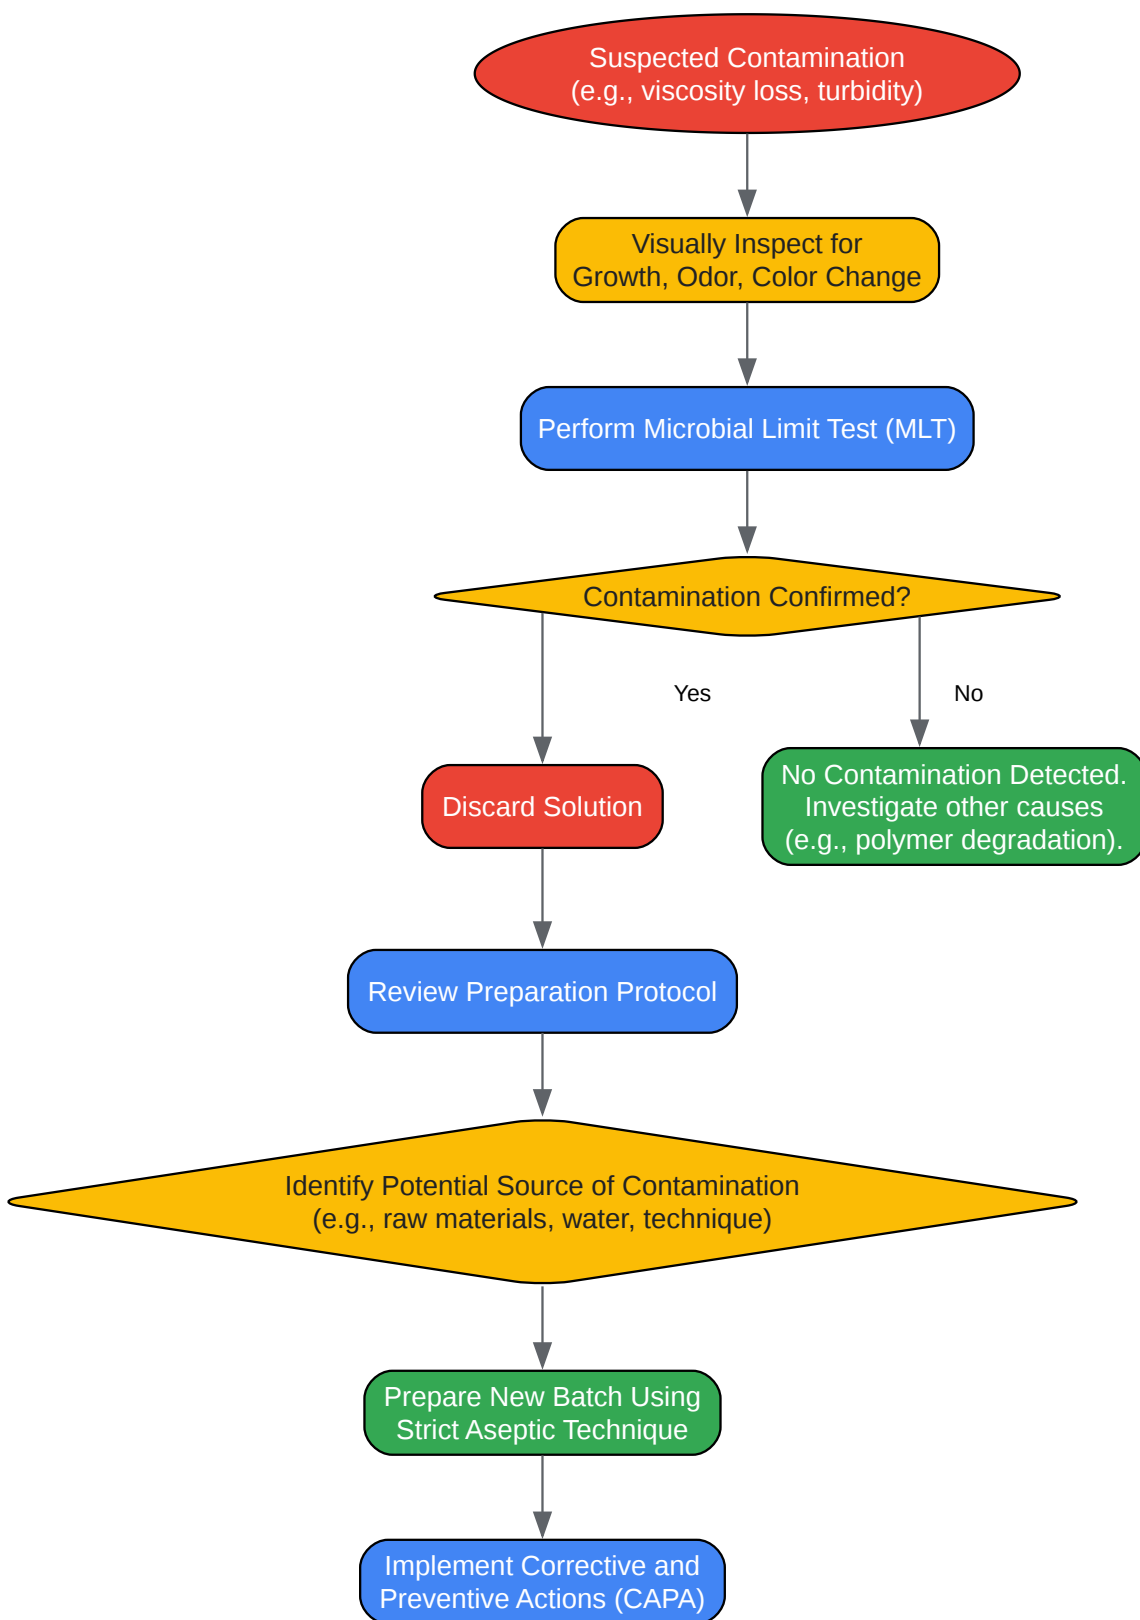 Suspected Contamination
(e.g., viscosity loss, turbidity)
Visually Inspect for
Growth, Odor, Color Change
Perform Microbial Limit Test (MLT)
Contamination Confirmed?
Yes
No
Discard Solution
No Contamination Detected.
Investigate other causes
(e.g., polymer degradation).
Review Preparation Protocol
Identify Potential Source of Contamination
(e.g., raw materials, water, technique)
Prepare New Batch Using
Strict Aseptic Technique
Implement Corrective and
Preventive Actions (CAPA)